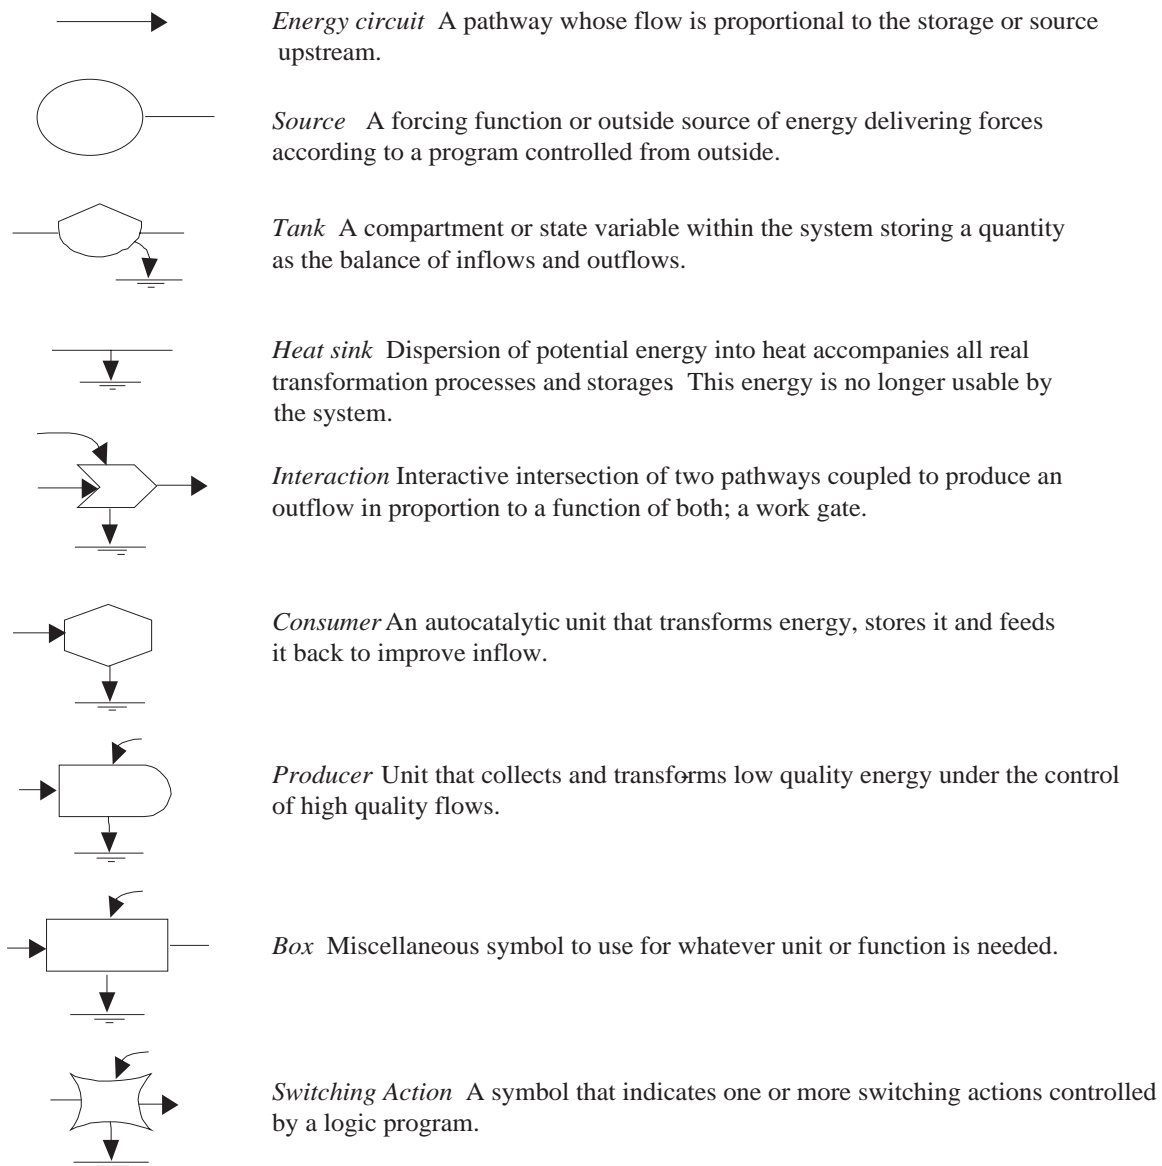 Energy circuit A pathway whose flow is proportional to the storage or source
upstream.
Source A forcing function or outside source of energy delivering forces
according to a program controlled from outside.
Tank A compartment or state variable within the system storing a quantity
as the balance of inflows and outflows.
Heat sink Dispersion of potential energy into heat accompanies all real
transformation processes and storages This energy is no longer usable by
the system.
Interaction Interactive intersection of two pathways coupled to produce an
outflow in proportion to a function of both; a work gate.
Consumer An autocatalytic unit that transforms energy, stores it and feeds
it back to improve inflow.
Producer Unit that collects and transforms low quality energy under the control
of high quality flows.
Box Miscellaneous symbol to use for whatever unit or function is needed.
Switching Action A symbol that indicates one or more switching actions controlled
by a logic program.